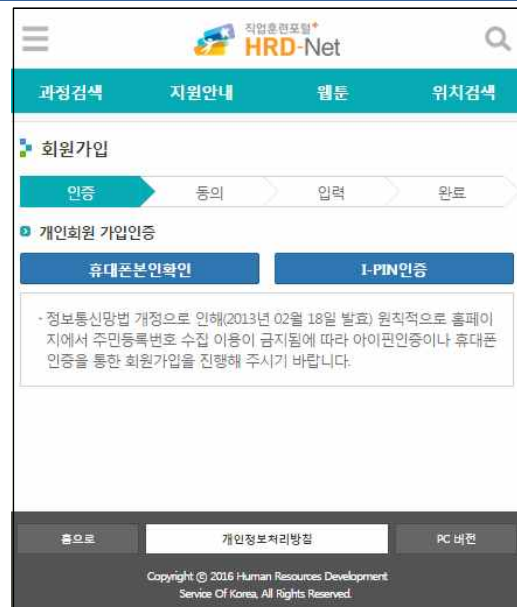 직업훈련포털+
HRD-Net
과정검색 지원안내 웹툰 위치검색
회원가입
인증 동의 입력 완료
개인회원 가입인증
휴대폰본인확인 I-PIN인증
- 정보통신망법 개정으로 인해(2013년 02월 18일 발효) 원칙적으로 홈페이
지에서 주민등록번호 수집 이용이 금지됨에 따라 아이핀인증이나 휴대폰
인증을 통한 회원가입을 진행해 주시기 바랍니다.
홈으로 개인정보처리방침 PC 버전
Copyright ⓒ 2016 Human Resources Development
Service Of Korea, All Rights Reserved.